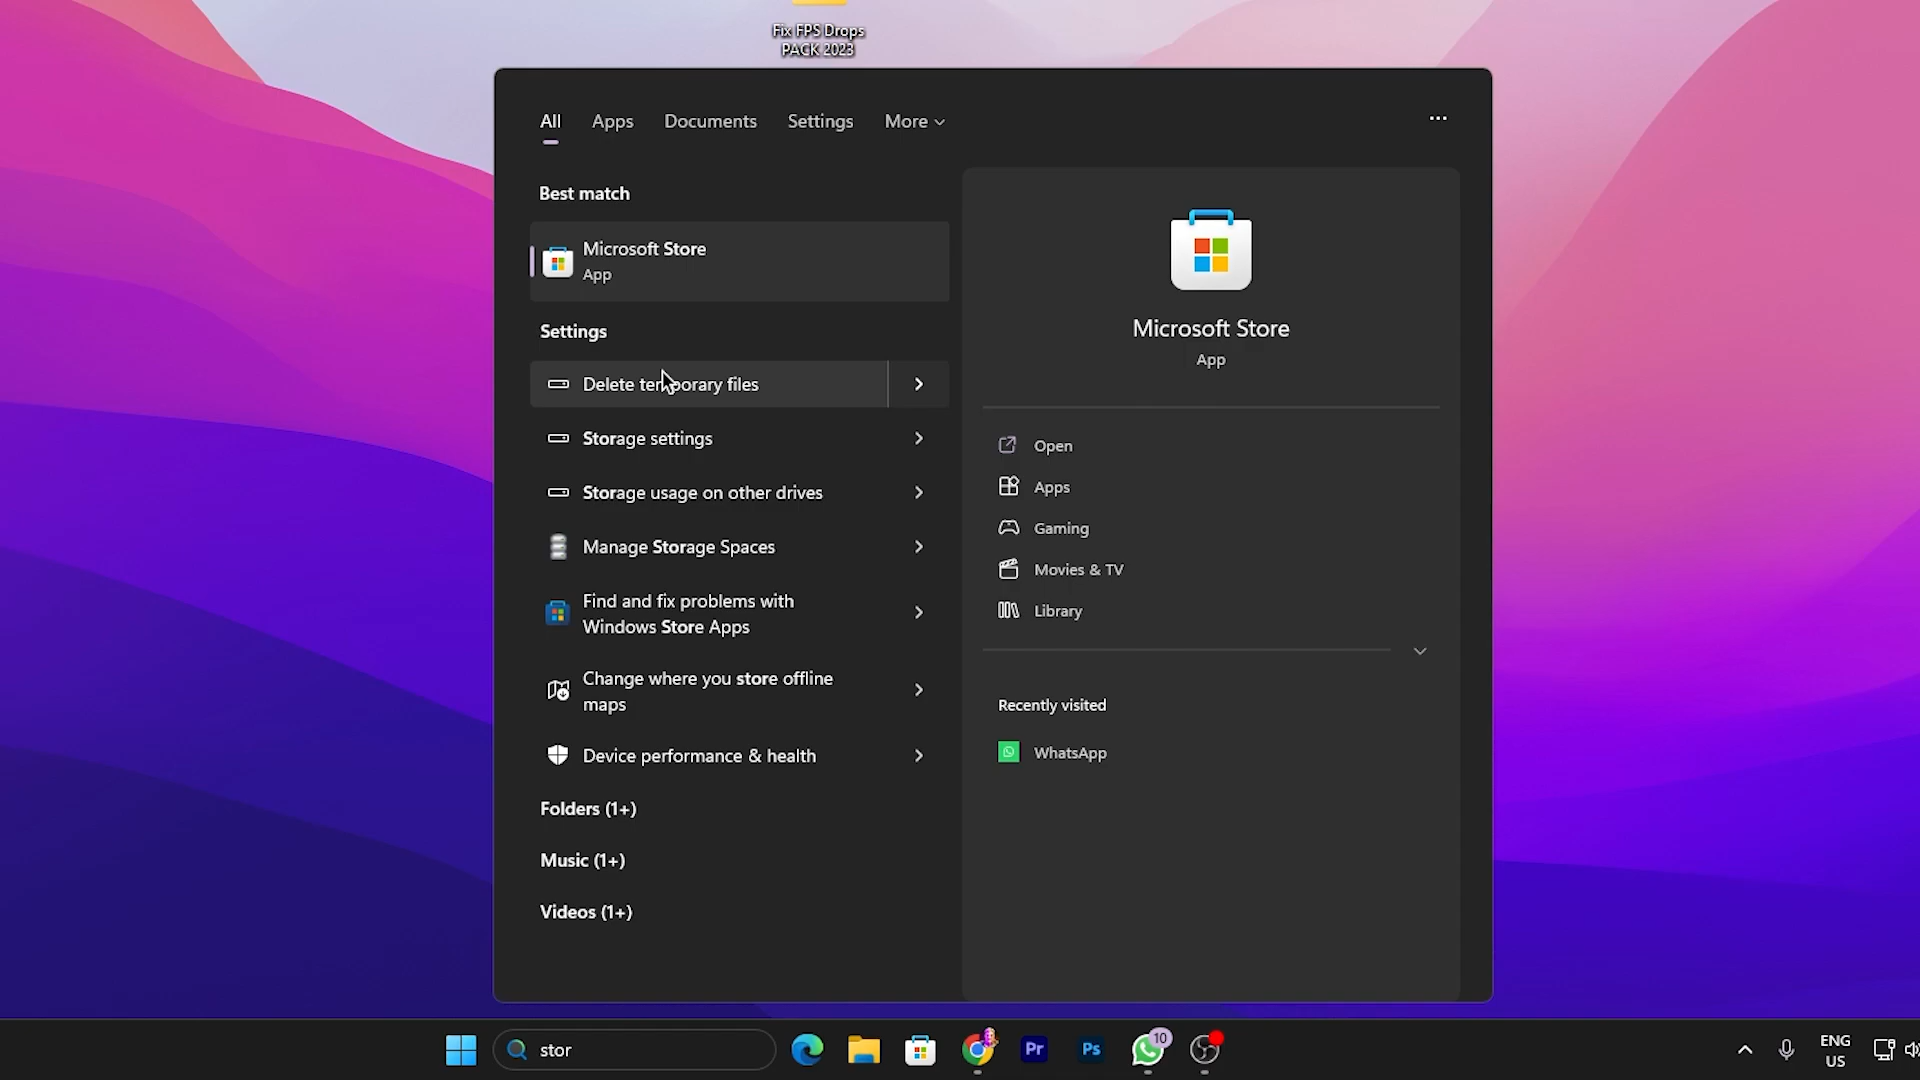 Fix FPS Drops
PACK 2023
All Apps Documents Settings More
Best match
Microsoft Store
App
Settings
Delete temporary files
Storage settings
Storage usage on other drives
Manage Storage Spaces
Find and fix problems with
Windows Store Apps
Change where you store offline
maps
Device performance & health
Folders (1+)
Music (1+)
Videos (1+)
Microsoft Store
App
Open
Apps
Gaming
Movies & TV
Library
Recently visited
WhatsApp
stor
Pr
Ps
10
ENG
US